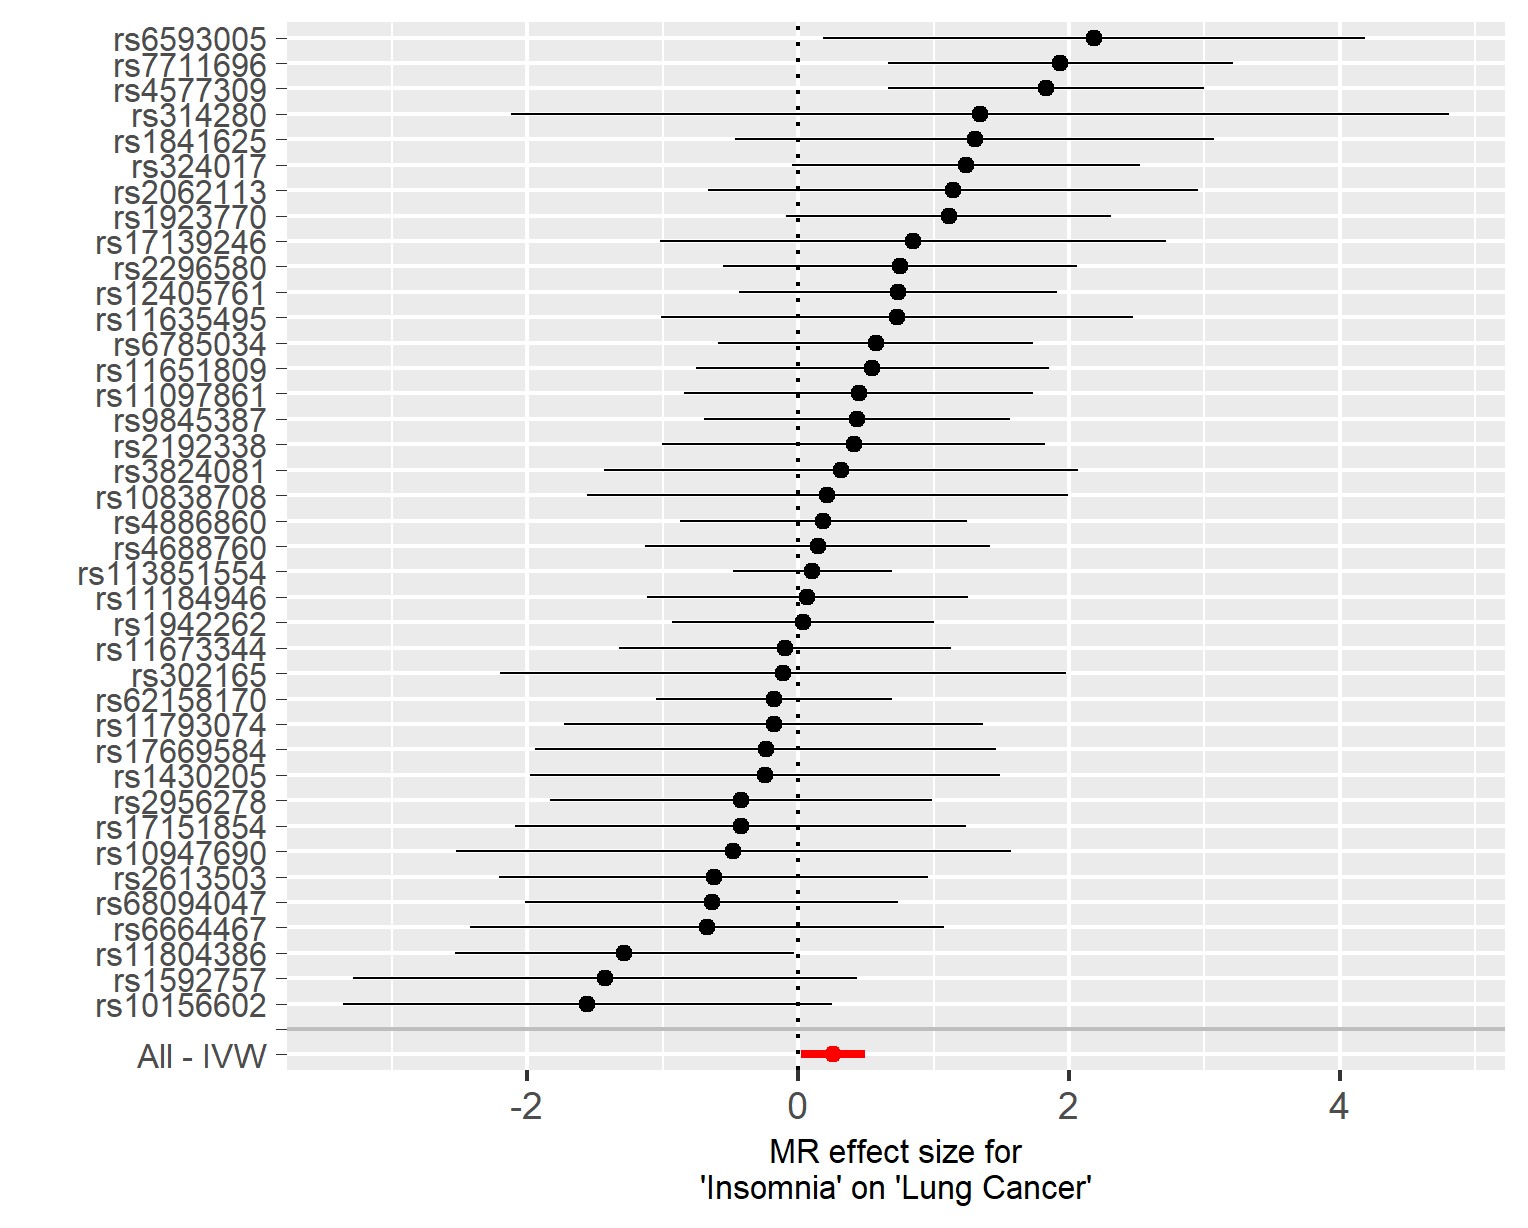 rs6593005
rs7711696
rs4577309
rs314280
rs1841625
rs324017
rs2062113
rs1923770
rs17139246
rs2296580
rs12405761
rs11635495
rs6785034
rs11651809
rs11097861
rs9845387
rs2192338
rs3824081
rs10838708
rs4886860
rs4688760
rs113851554
rs11184946
rs1942262
rs11673344
rs302165
rs62158170
rs11793074
rs17669584
rs1430205
rs2956278
rs17151854
rs10947690
rs2613503
rs68094047
rs6664467
rs11804386
rs1592757
rs10156602
All - IVW
-2 0 2 4
MR effect size for
'Insomnia' on 'Lung Cancer'